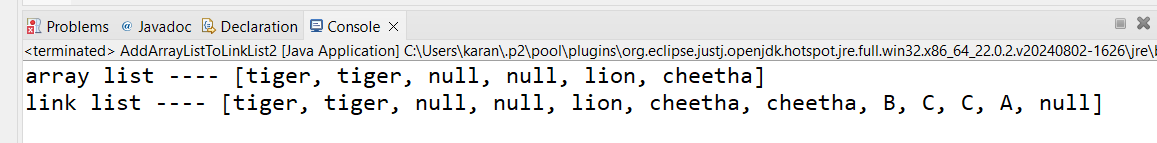 Problems @ Javadoc Declaration Console ×
<terminated> AddArrayListToLinkList2 [Java Application] C:\Users\karan\.p2\pool\plugins\org.eclipse.justj.openjdk.hotspot.jre.full.win32.x86_64_22.0.2.v20240802-1626\jre\b
array list ---- [tiger, tiger, null, null, lion, cheetha]
link list ---- [tiger, tiger, null, null, lion, cheetha, cheetha, B, C, C, A, null]